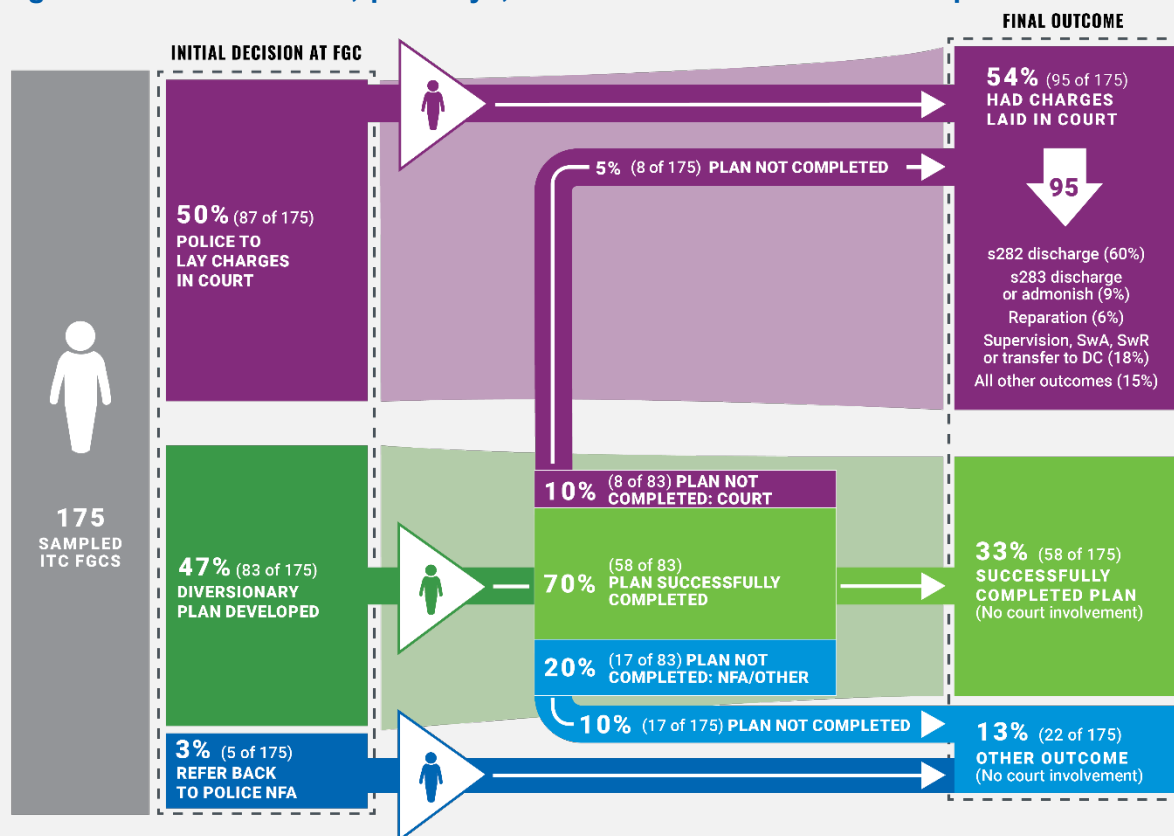 INITIAL DECISION AT FGC
FINAL OUTCOME
175
SAMPLED
ITC FGCS
50% (87 of 175)
POLICE TO
LAY CHARGES
IN COURT
47% (83 of 175)
DIVERSIONARY
PLAN DEVELOPED
3% (5 of 175)
REFER BACK
TO POLICE NFA
5% (8 of 175) PLAN NOT COMPLETED
10% (8 of 83) PLAN NOT
COMPLETED: COURT
70% (58 of 83)
PLAN SUCCESSFULLY
COMPLETED
20% (17 of 83) PLAN NOT
COMPLETED: NFA/OTHER
10% (17 of 175) PLAN NOT COMPLETED
54% (95 of 175)
HAD CHARGES
LAID IN COURT
95
s282 discharge (60%)
s283 discharge
or admonish (9%)
Reparation (6%)
Supervision, SwA, SwR
or transfer to DC (18%)
All other outcomes (15%)
33% (58 of 175)
SUCCESSFULLY
COMPLETED PLAN
(No court involvement)
13% (22 of 175)
OTHER OUTCOME
(No court involvement)